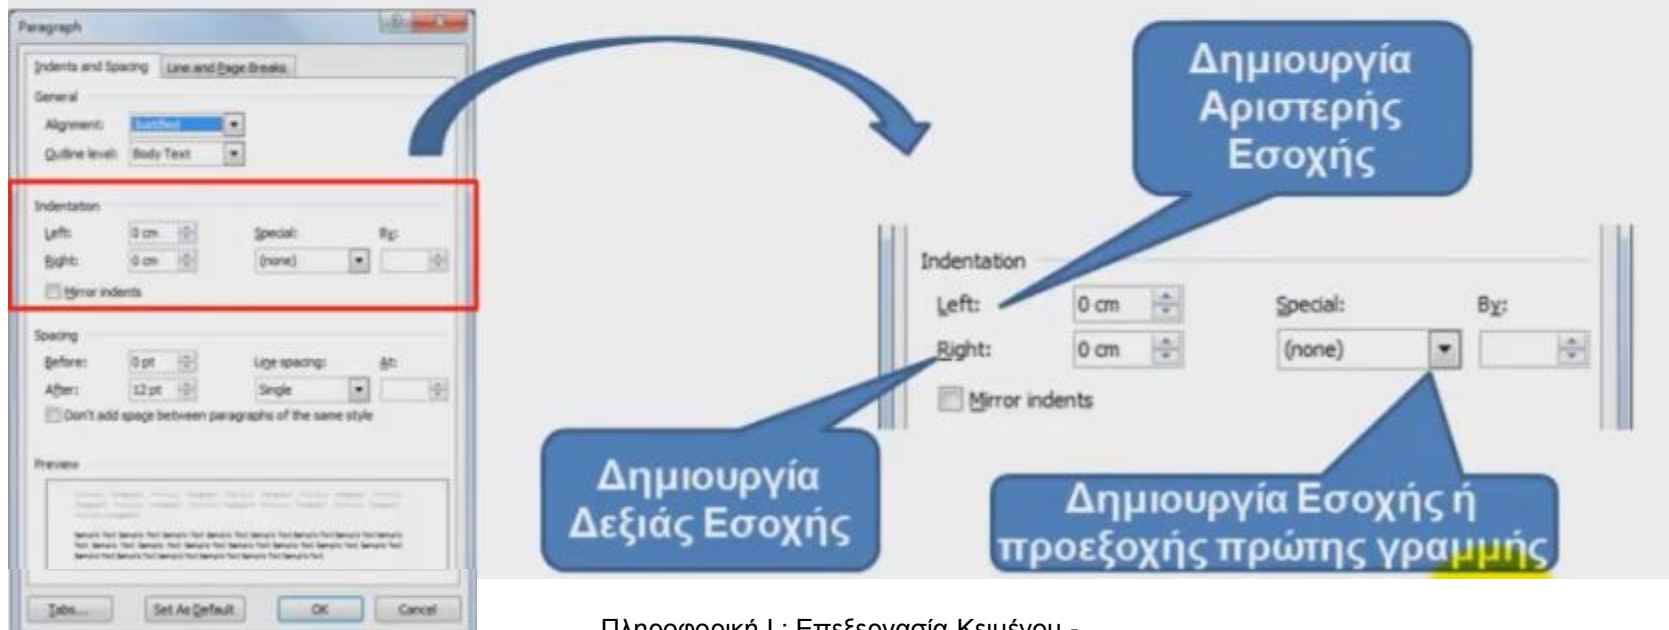 Paragraph
Indents and Spacing Line and Page Breaks
General
Alignment: Justified
Outline level: Body Text
Indentation
Left: 0 cm Special: By:
Right: 0 cm (none)
Mirror indents
Spacing
Before: 0 pt Line spacing: At:
After: 12 pt Single
Don't add space between paragraphs of the same style
Preview
Tabs... Set As Default OK Cancel
Δημιουργία
Αριστερής
Εσοχής
Indentation
Left: 0 cm Special: By:
Right: 0 cm (none)
Mirror indents
Δημιουργία
Δεξιάς Εσοχής
Δημιουργία Εσοχής ή
προεξοχής πρώτης γραμμής
Πληροφορική Ι: Επεξεργασία Κειμένου -